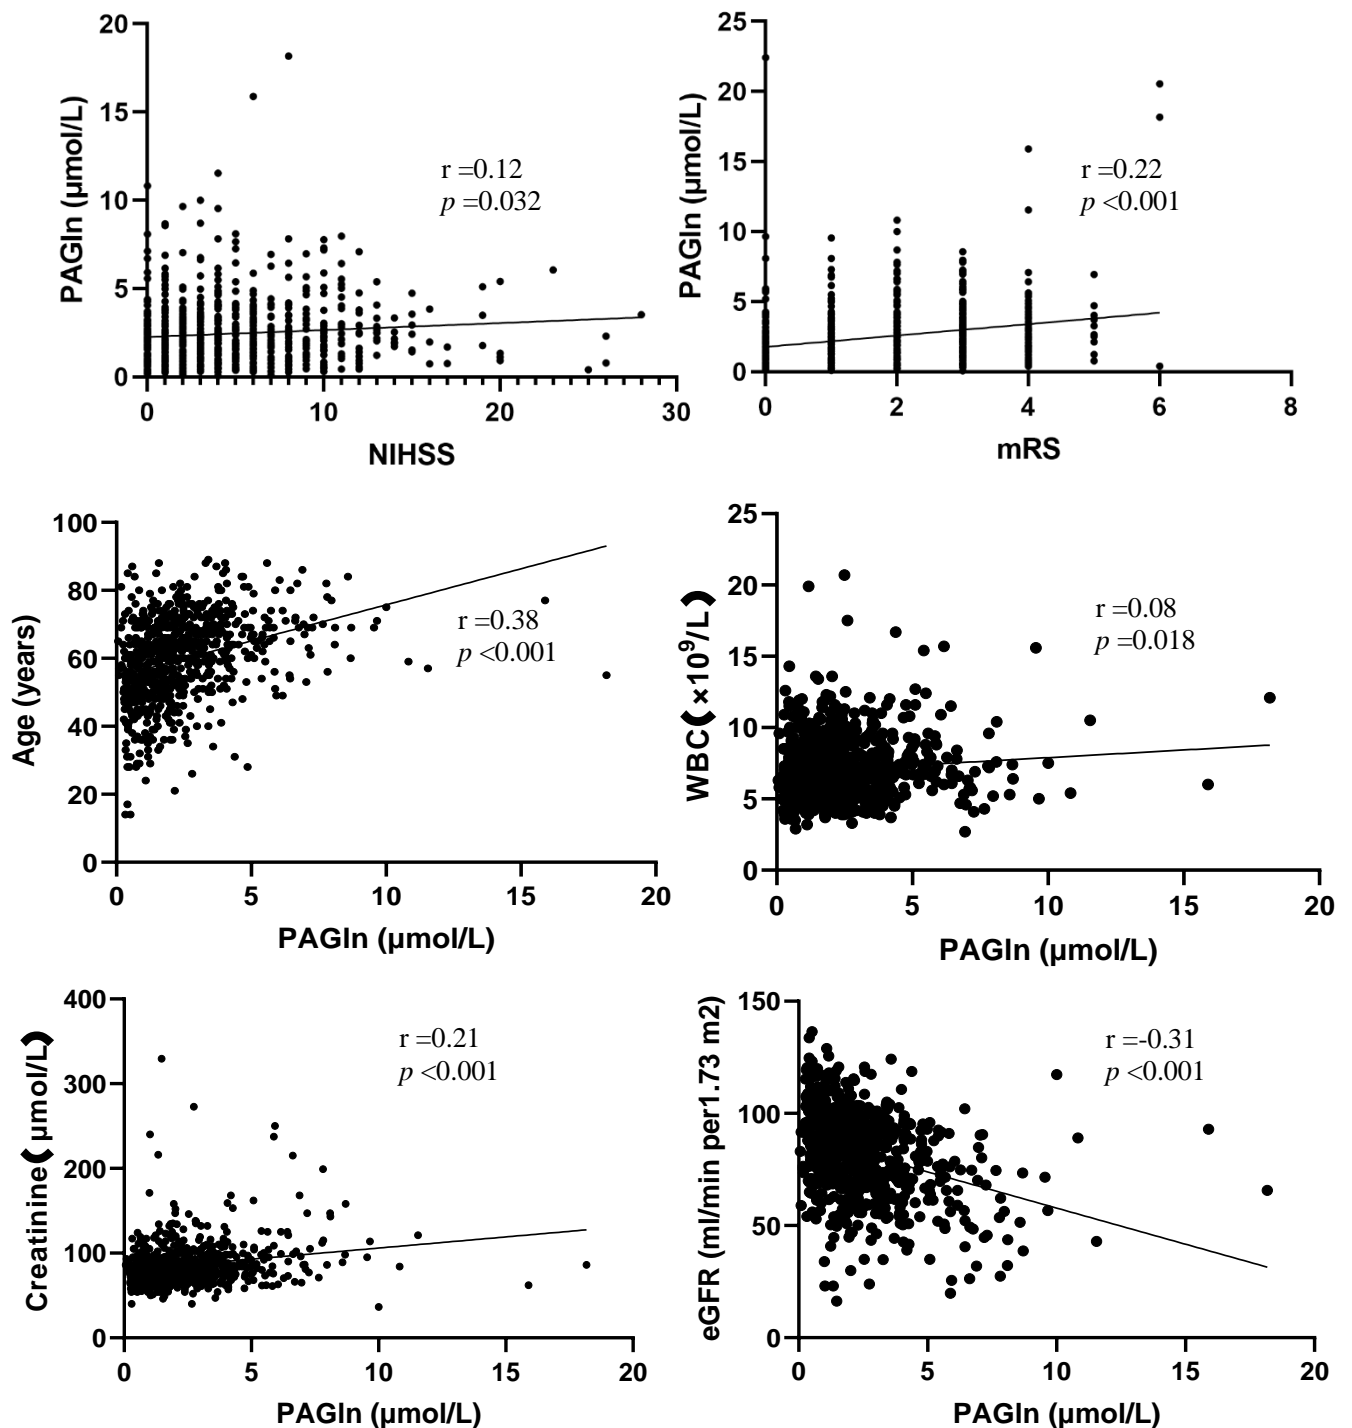 20
15
10
5
0
PAGln (μmol/L)
r =0.12
p =0.032
0 10 20 30
NIHSS
25
20
15
10
5
0
PAGln (μmol/L)
r =0.22
p <0.001
0 2 4 6 8
mRS
100
80
60
40
20
0
Age (years)
r =0.38
p <0.001
0 5 10 15 20
PAGln (μmol/L)
25
20
15
10
5
0
WBC( ×10⁹/L)
r =0.08
p =0.018
0 5 10 15 20
PAGln (μmol/L)
400
300
200
100
0
Creatinine( μmol/L)
r =0.21
p <0.001
0 5 10 15 20
PAGln (μmol/L)
150
100
50
0
eGFR (ml/min per1.73 m2)
r =-0.31
p <0.001
0 5 10 15 20
PAGln (μmol/L)